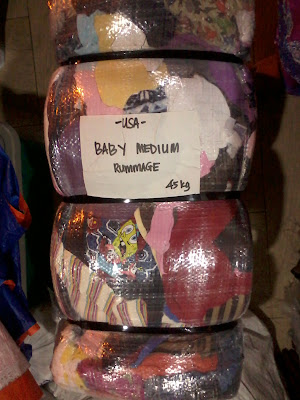 -USA-
BABY MEDIUM
RUMMAGE
45 kg